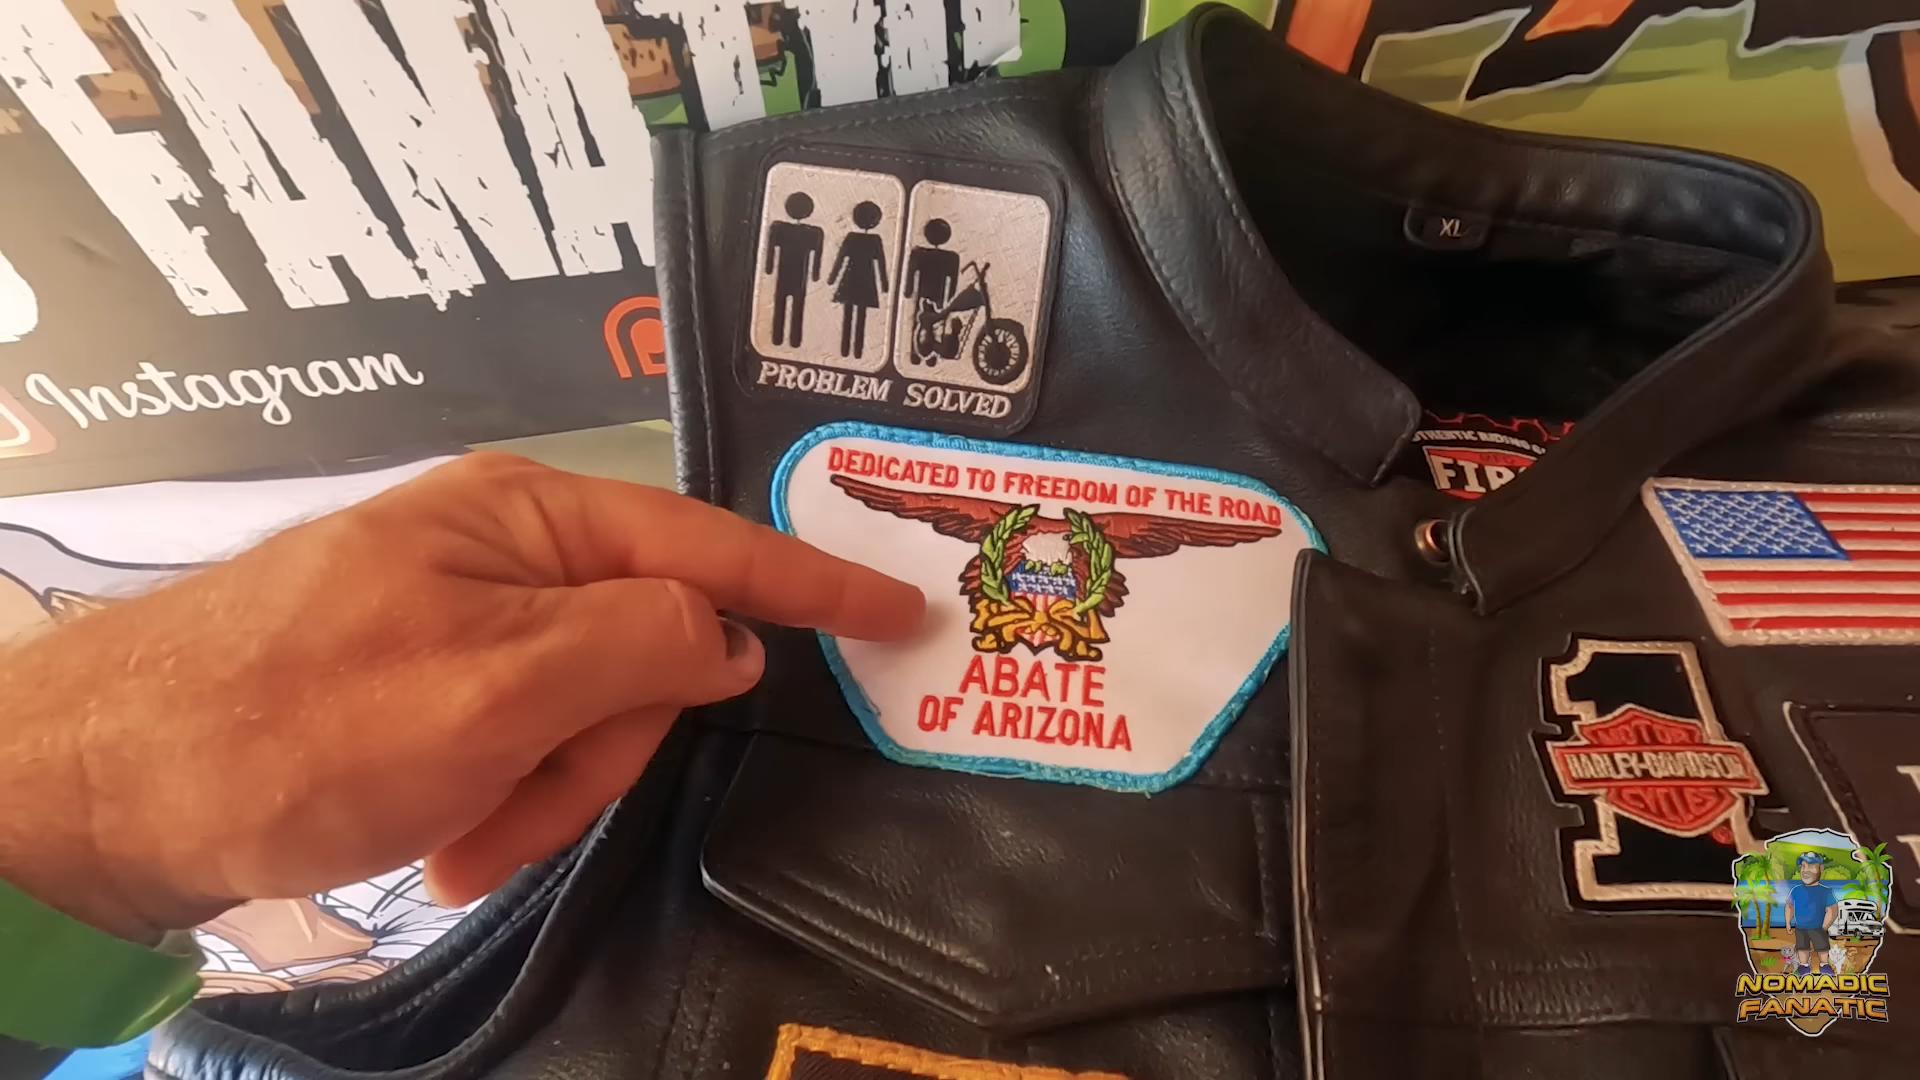 Instagram
XL
PROBLEM SOLVED
DEDICATED TO FREEDOM OF THE ROAD
ABATE
OF ARIZONA
1
MOTOR
HARLEY-DAVIDSON
CYCLES
NOMADIC
FANATIC